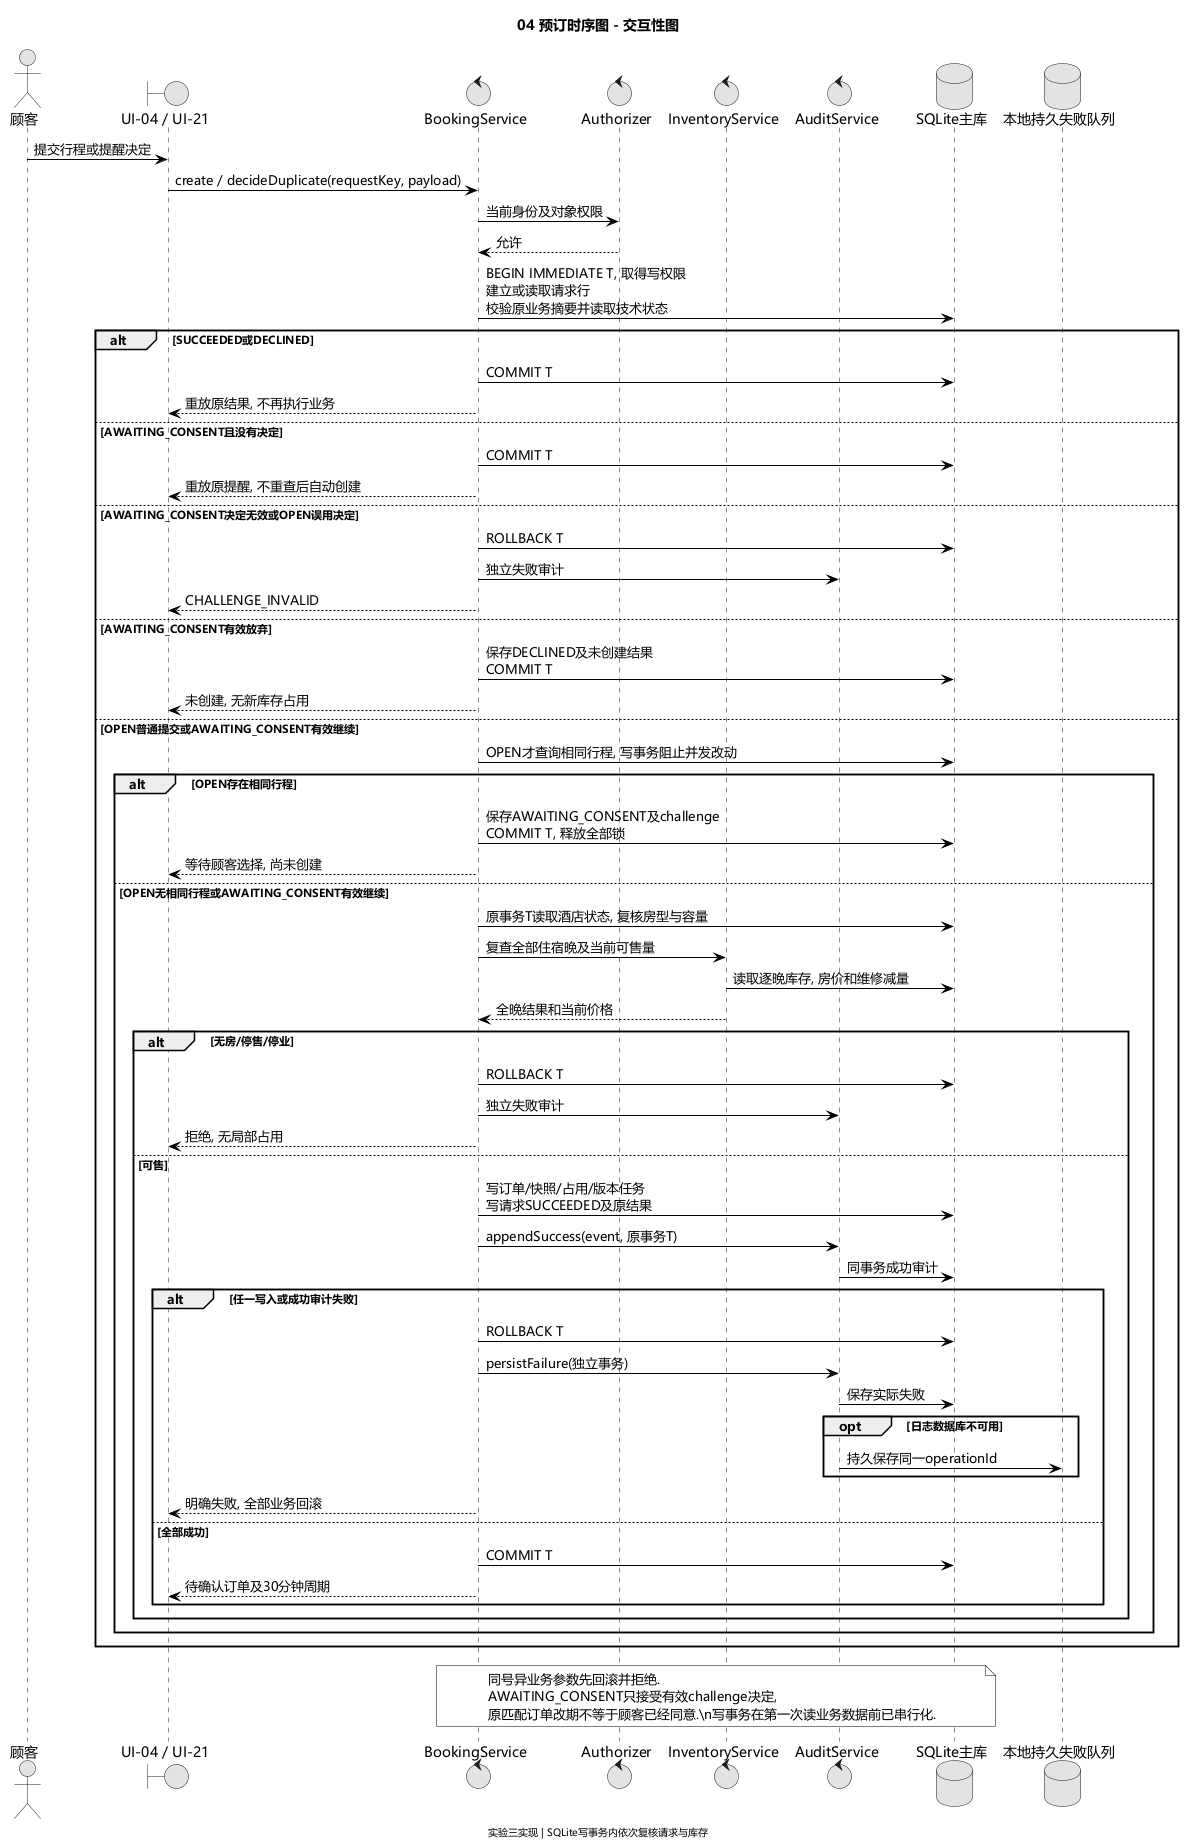 04 预订时序图 - 交互性图
顾客
UI-04 / UI-21
BookingService
Authorizer
InventoryService
AuditService
SQLite主库
本地持久失败队列
提交行程或提醒决定
create / decideDuplicate(requestKey, payload)
当前身份及对象权限
允许
BEGIN IMMEDIATE T, 取得写权限
建立或读取请求行
校验原业务摘要并读取技术状态
alt
[SUCCEEDED或DECLINED]
COMMIT T
重放原结果, 不再执行业务
[AWAITING_CONSENT且没有决定]
COMMIT T
重放原提醒, 不重查后自动创建
[AWAITING_CONSENT决定无效或OPEN误用决定]
ROLLBACK T
独立失败审计
CHALLENGE_INVALID
[AWAITING_CONSENT有效放弃]
保存DECLINED及未创建结果
COMMIT T
未创建, 无新库存占用
[OPEN普通提交或AWAITING_CONSENT有效继续]
OPEN才查询相同行程, 写事务阻止并发改动
alt
[OPEN存在相同行程]
保存AWAITING_CONSENT及challenge
COMMIT T, 释放全部锁
等待顾客选择, 尚未创建
[OPEN无相同行程或AWAITING_CONSENT有效继续]
原事务T读取酒店状态, 复核房型与容量
复查全部住宿晚及当前可售量
读取逐晚库存, 房价和维修减量
全晚结果和当前价格
alt
[无房/停售/停业]
ROLLBACK T
独立失败审计
拒绝, 无局部占用
[可售]
写订单/快照/占用/版本任务
写请求SUCCEEDED及原结果
appendSuccess(event, 原事务T)
同事务成功审计
alt
[任一写入或成功审计失败]
ROLLBACK T
persistFailure(独立事务)
保存实际失败
opt
[日志数据库不可用]
持久保存同一operationId
明确失败, 全部业务回滚
[全部成功]
COMMIT T
待确认订单及30分钟周期
同号异业务参数先回滚并拒绝.
AWAITING_CONSENT只接受有效challenge决定,
原匹配订单改期不等于顾客已经同意.\n写事务在第一次读业务数据前已串行化.
顾客
UI-04 / UI-21
BookingService
Authorizer
InventoryService
AuditService
SQLite主库
本地持久失败队列
实验三实现 | SQLite写事务内依次复核请求与库存